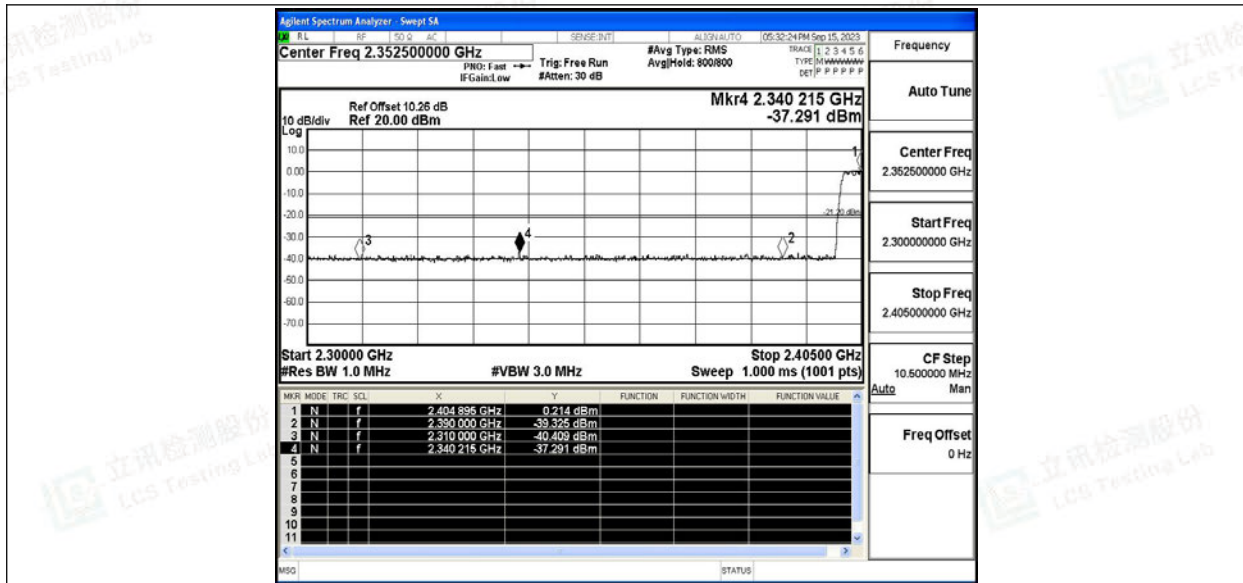 Agilent Spectrum Analyzer - Swept SA
RL RF 50 Ω AC SENSE:INT ALIGN AUTO 05:32:24 PM Sep 15, 2023
Center Freq 2.352500000 GHz
PNO: Fast
IFGain:Low
Trig: Free Run
#Atten: 30 dB
#Avg Type: RMS
Avg|Hold: 800/800
TRACE 1 2 3 4 5 6
TYPE MWWWWW
DET P P P P P P
Ref Offset 10.26 dB
10 dB/div Ref 20.00 dBm
Log
Mkr4 2.340 215 GHz
-37.291 dBm
10.0
0.00
-10.0
-20.0
-30.0
-40.0
-50.0
-60.0
-70.0
1
2
3
4
-21.20 dBm
Start 2.30000 GHz Stop 2.40500 GHz
#Res BW 1.0 MHz #VBW 3.0 MHz Sweep 1.000 ms (1001 pts)
MKR MODE TRC SCL X Y FUNCTION FUNCTION WIDTH FUNCTION VALUE
1 N f 2.404 895 GHz 0.214 dBm
2 N f 2.390 000 GHz -39.325 dBm
3 N f 2.310 000 GHz -40.409 dBm
4 N f 2.340 215 GHz -37.291 dBm
5
6
7
8
9
10
11
MSG STATUS
Frequency
Auto Tune
Center Freq
2.352500000 GHz
Start Freq
2.300000000 GHz
Stop Freq
2.405000000 GHz
CF Step
10.500000 MHz
Auto Man
Freq Offset
0 Hz
立讯检测股份
LCS Testing Lab
立讯检测股份
LCS Testing Lab